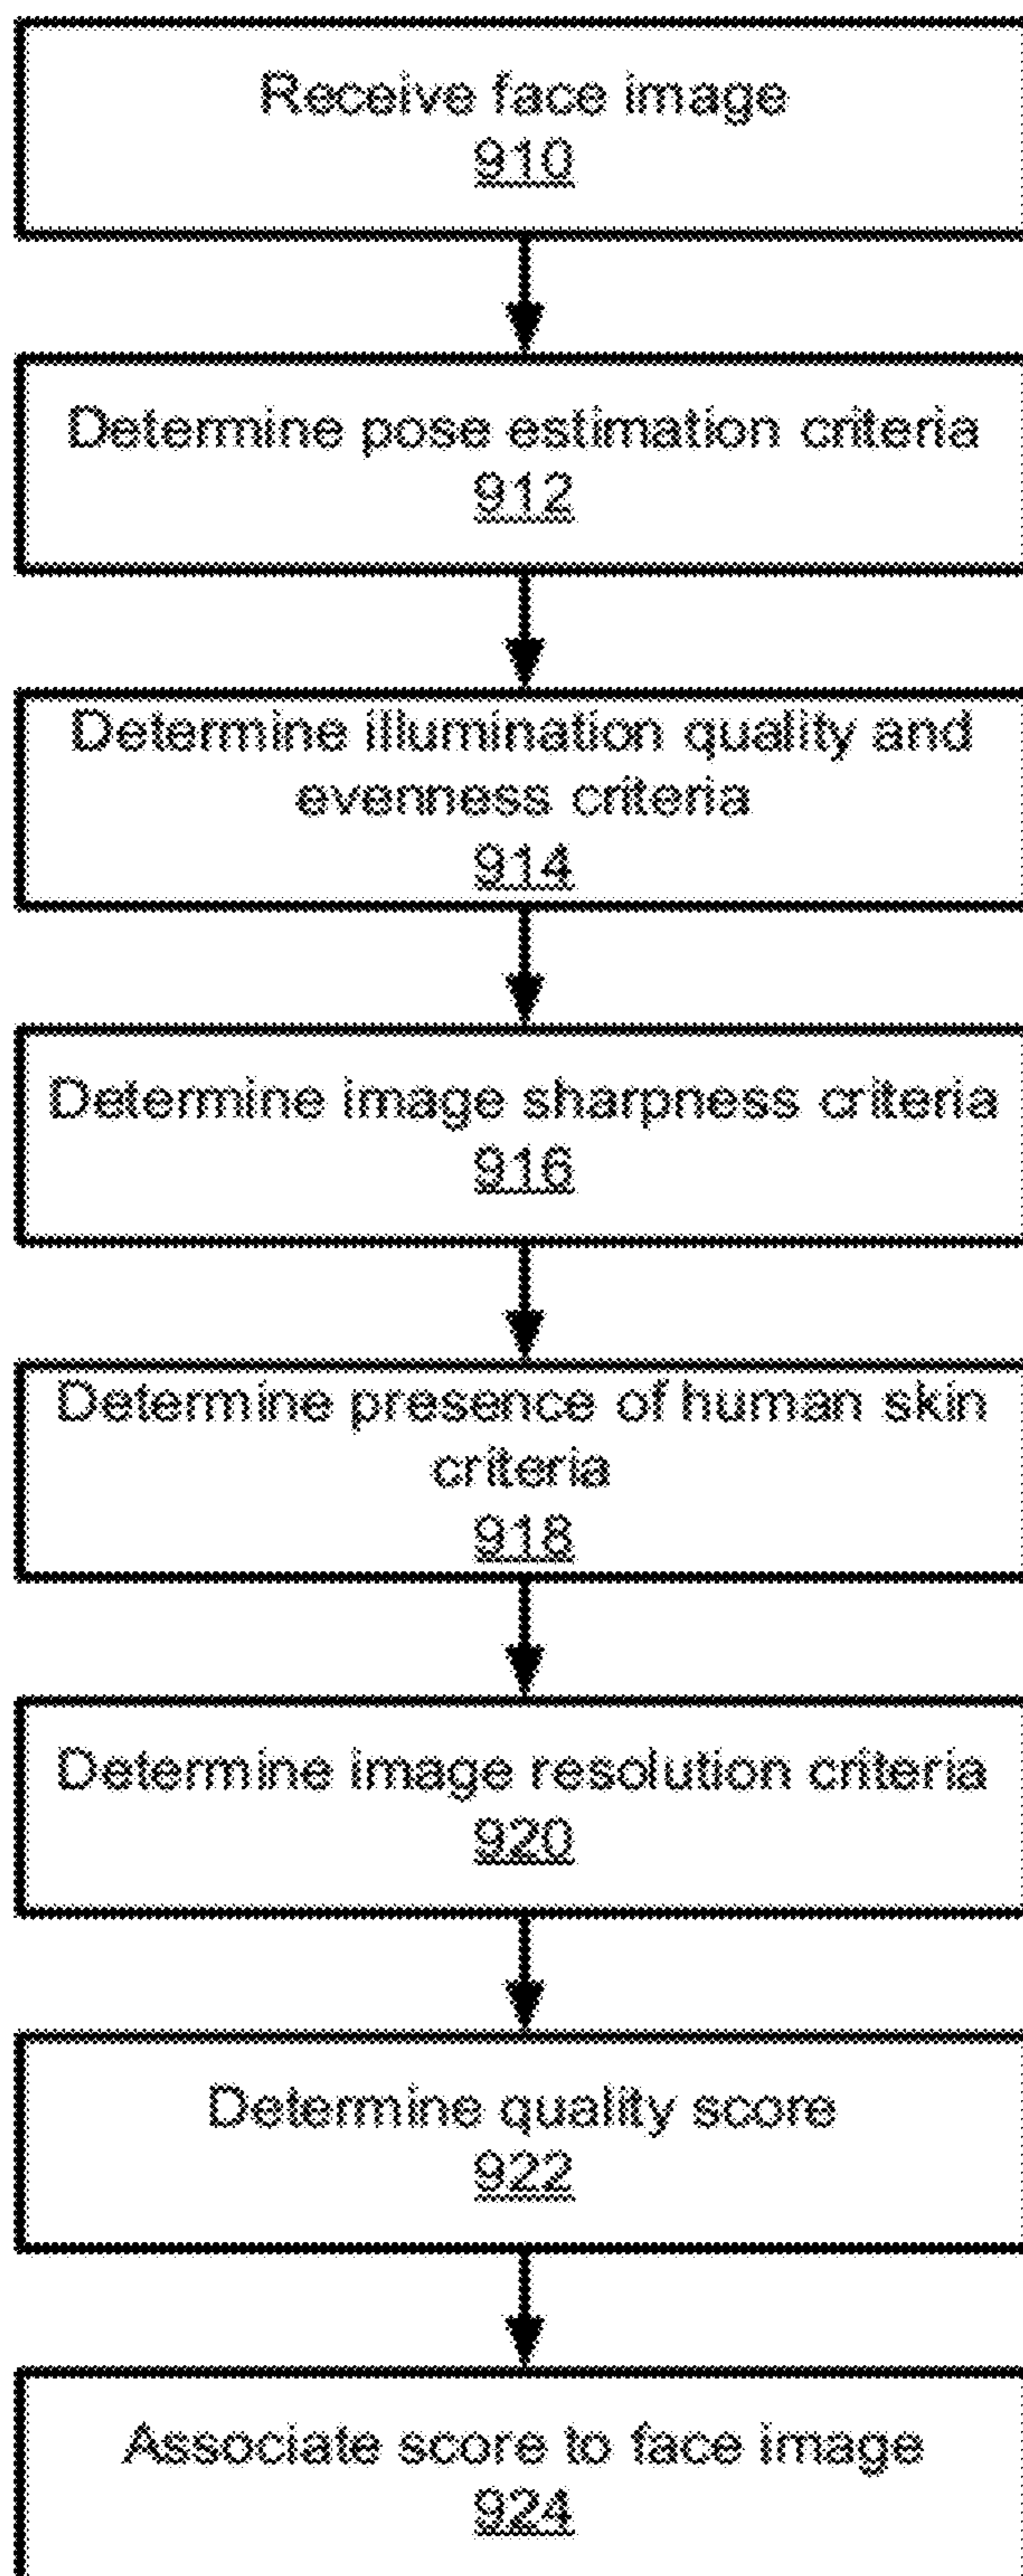 Receive face image
910
Determine pose estimation criteria
912
Determine illumination quality and
evenness criteria
914
Determine image sharpness criteria
916
Determine presence of human skin
criteria
918
Determine image resolution criteria
920
Determine quality score
922
Associate score to face image
924